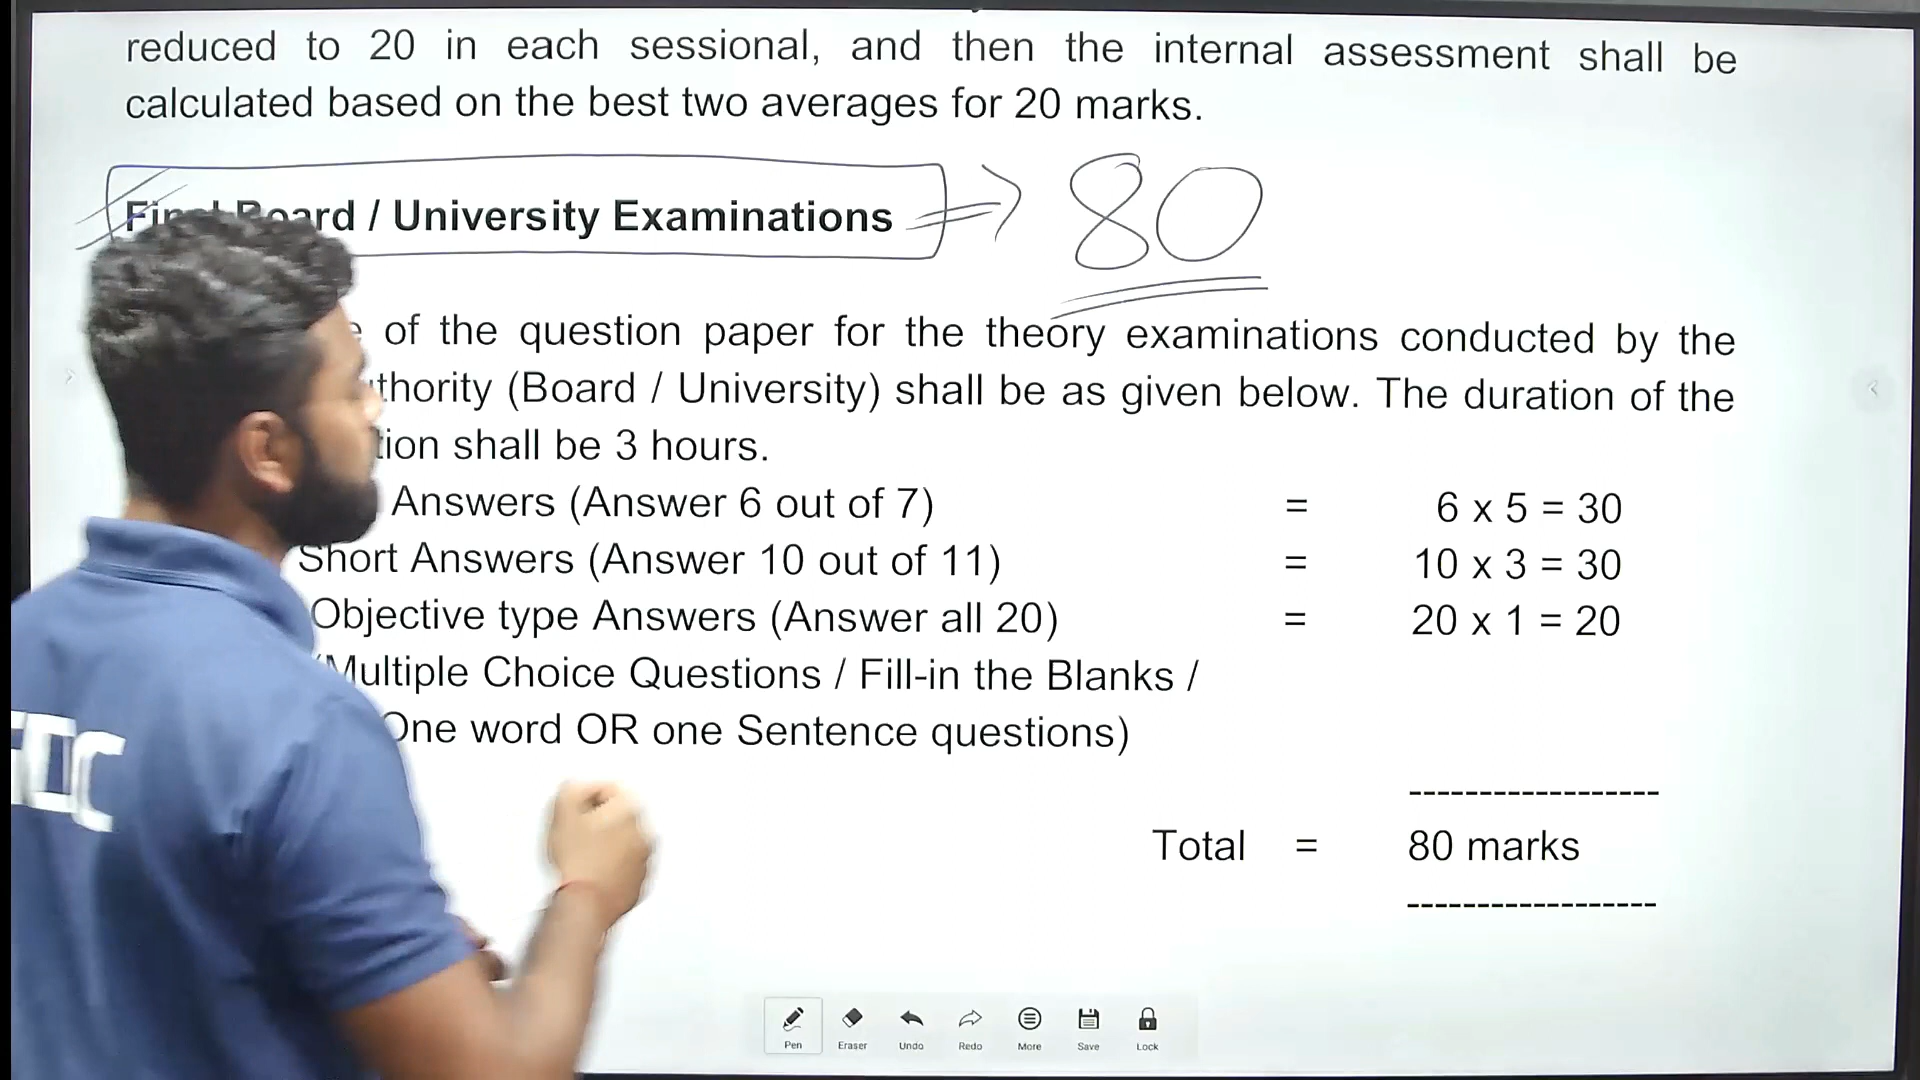 reduced to 20 in each sessional, and then the internal assessment shall be
calculated based on the best two averages for 20 marks.
Board / University Examinations 80
of the question paper for the theory examinations conducted by the
(Board / University) shall be as given below. The duration of the
shall be 3 hours.
Answers (Answer 6 out of 7) = 6 x 5 = 30
Short Answers (Answer 10 out of 11) = 10 x 3 = 30
Objective type Answers (Answer all 20) = 20 x 1 = 20
(Multiple Choice Questions / Fill-in the Blanks /
One word OR one Sentence questions)
-----------------
Total = 80 marks
-----------------
Pen Eraser Undo Redo More Save Lock